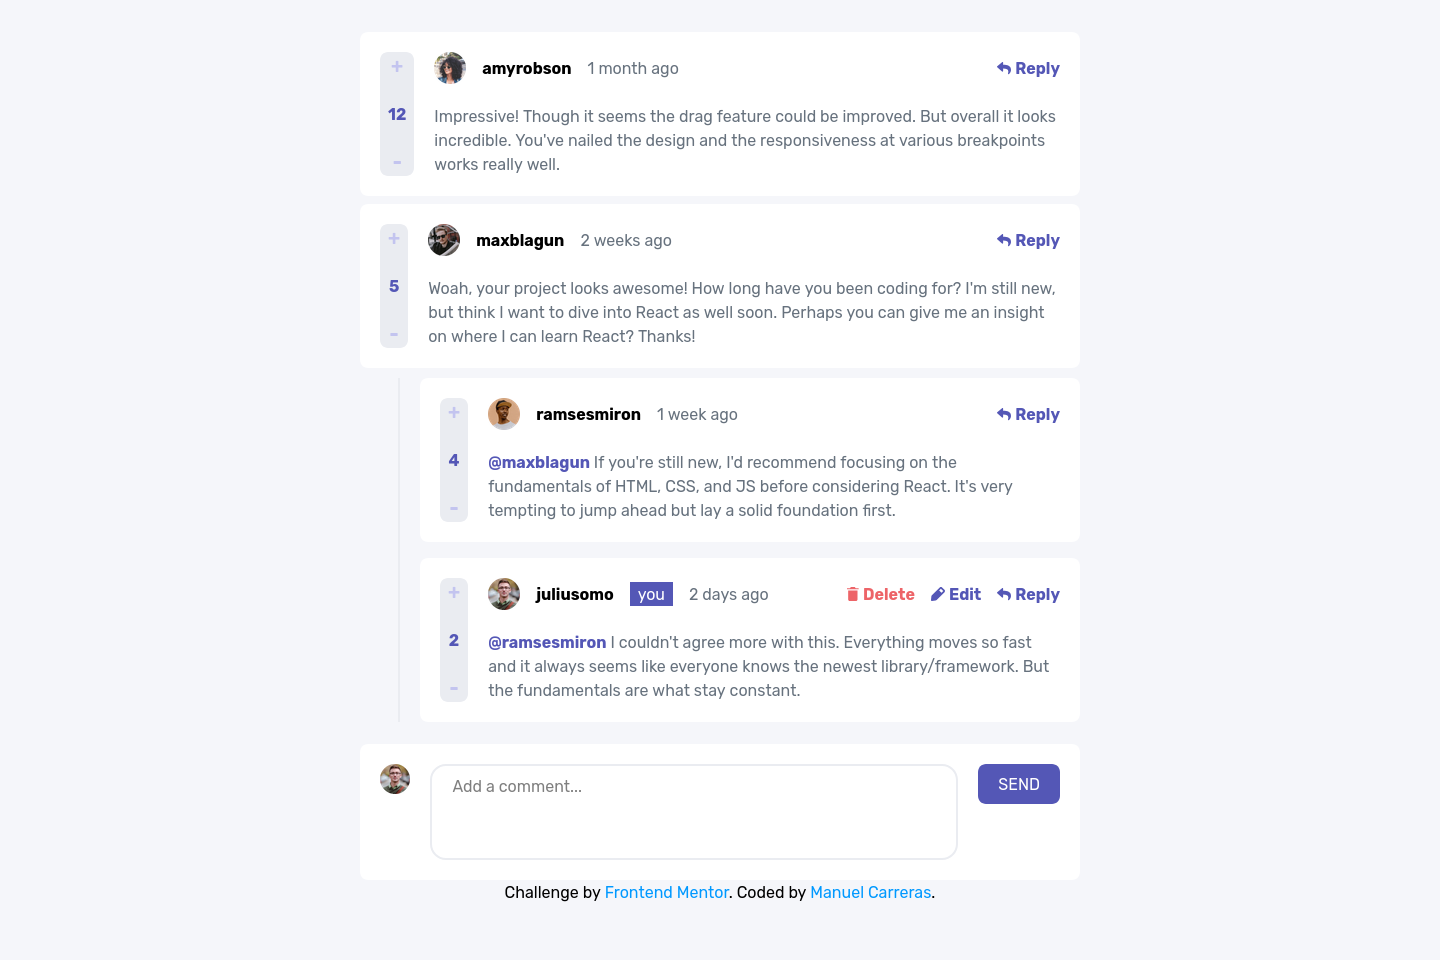 +
amyrobson 1 month ago Reply
12
Impressive! Though it seems the drag feature could be improved. But overall it looks
incredible. You've nailed the design and the responsiveness at various breakpoints
works really well.
-
+
maxblagun 2 weeks ago Reply
5
Woah, your project looks awesome! How long have you been coding for? I'm still new,
but think I want to dive into React as well soon. Perhaps you can give me an insight
on where I can learn React? Thanks!
-
+
ramsesmiron 1 week ago Reply
4
@maxblagun If you're still new, I'd recommend focusing on the
fundamentals of HTML, CSS, and JS before considering React. It's very
tempting to jump ahead but lay a solid foundation first.
-
+
juliusomo you 2 days ago Delete Edit Reply
2
@ramsesmiron I couldn't agree more with this. Everything moves so fast
and it always seems like everyone knows the newest library/framework. But
the fundamentals are what stay constant.
-
Add a comment...
SEND
Challenge by Frontend Mentor. Coded by Manuel Carreras.